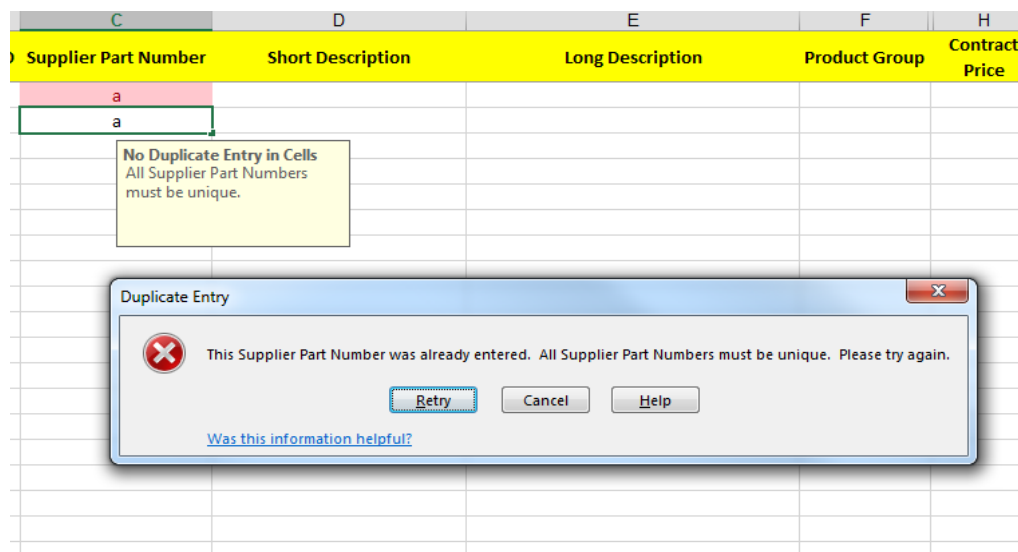 C D E F H
Supplier Part Number Short Description Long Description Product Group Contract
Price
a
a
No Duplicate Entry in Cells
All Supplier Part Numbers
must be unique.
Duplicate Entry
This Supplier Part Number was already entered. All Supplier Part Numbers must be unique. Please try again.
Retry Cancel Help
Was this information helpful?